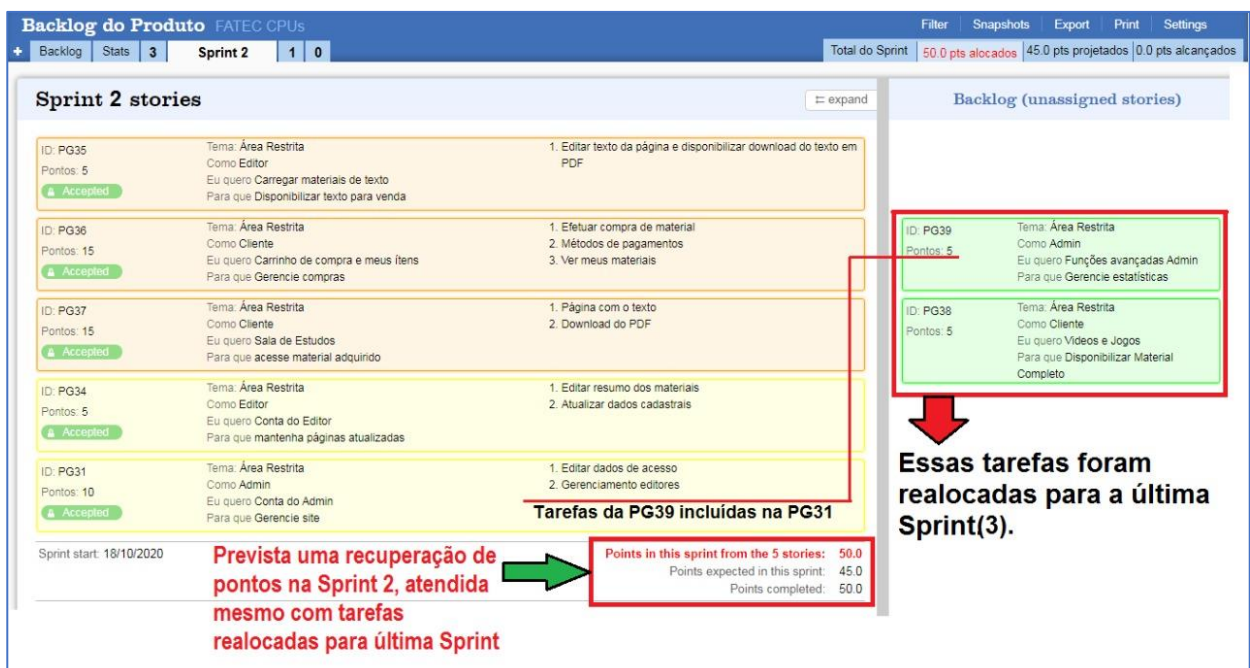 Backlog do Produto FATEC CPUs
Filter Snapshots Export Print Settings
+ Backlog Stats 3 Sprint 2 1 0
Total do Sprint 50.0 pts alocados 45.0 pts projetados 0.0 pts alcançados
Sprint 2 stories
expand
Backlog (unassigned stories)
ID: PG35
Pontos: 5
Accepted
Tema: Área Restrita
Como Editor
Eu quero Carregar materiais de texto
Para que Disponibilizar texto para venda
1. Editar texto da página e disponibilizar download do texto em
PDF
ID: PG36
Pontos: 15
Accepted
Tema: Área Restrita
Como Cliente
Eu quero Carrinho de compra e meus ítens
Para que Gerencie compras
1. Efetuar compra de material
2. Métodos de pagamentos
3. Ver meus materiais
ID: PG37
Pontos: 15
Accepted
Tema: Área Restrita
Como Cliente
Eu quero Sala de Estudos
Para que acesse material adquirido
1. Página com o texto
2. Download do PDF
ID: PG34
Pontos: 5
Accepted
Tema: Área Restrita
Como Editor
Eu quero Conta do Editor
Para que mantenha páginas atualizadas
1. Editar resumo dos materiais
2. Atualizar dados cadastrais
ID: PG31
Pontos: 10
Accepted
Tema: Área Restrita
Como Admin
Eu quero Conta do Admin
Para que Gerencie site
1. Editar dados de acesso
2. Gerenciamento editores
Tarefas da PG39 incluídas na PG31
ID: PG39
Pontos: 5
Tema: Área Restrita
Como Admin
Eu quero Funções avançadas Admin
Para que Gerencie estatísticas
ID: PG38
Pontos: 5
Tema: Área Restrita
Como Cliente
Eu quero Videos e Jogos
Para que Disponibilizar Material
Completo
Essas tarefas foram
realocadas para a última
Sprint(3).
Sprint start: 18/10/2020
Prevista uma recuperação de
pontos na Sprint 2, atendida
mesmo com tarefas
realocadas para última Sprint
Points in this sprint from the 5 stories: 50.0
Points expected in this sprint: 45.0
Points completed: 50.0